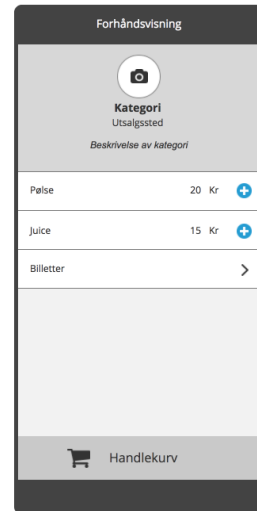 Forhåndsvisning
Kategori
Utsalgssted
Beskrivelse av kategori
Pølse 20 Kr
Juice 15 Kr
Billetter
Handlekurv